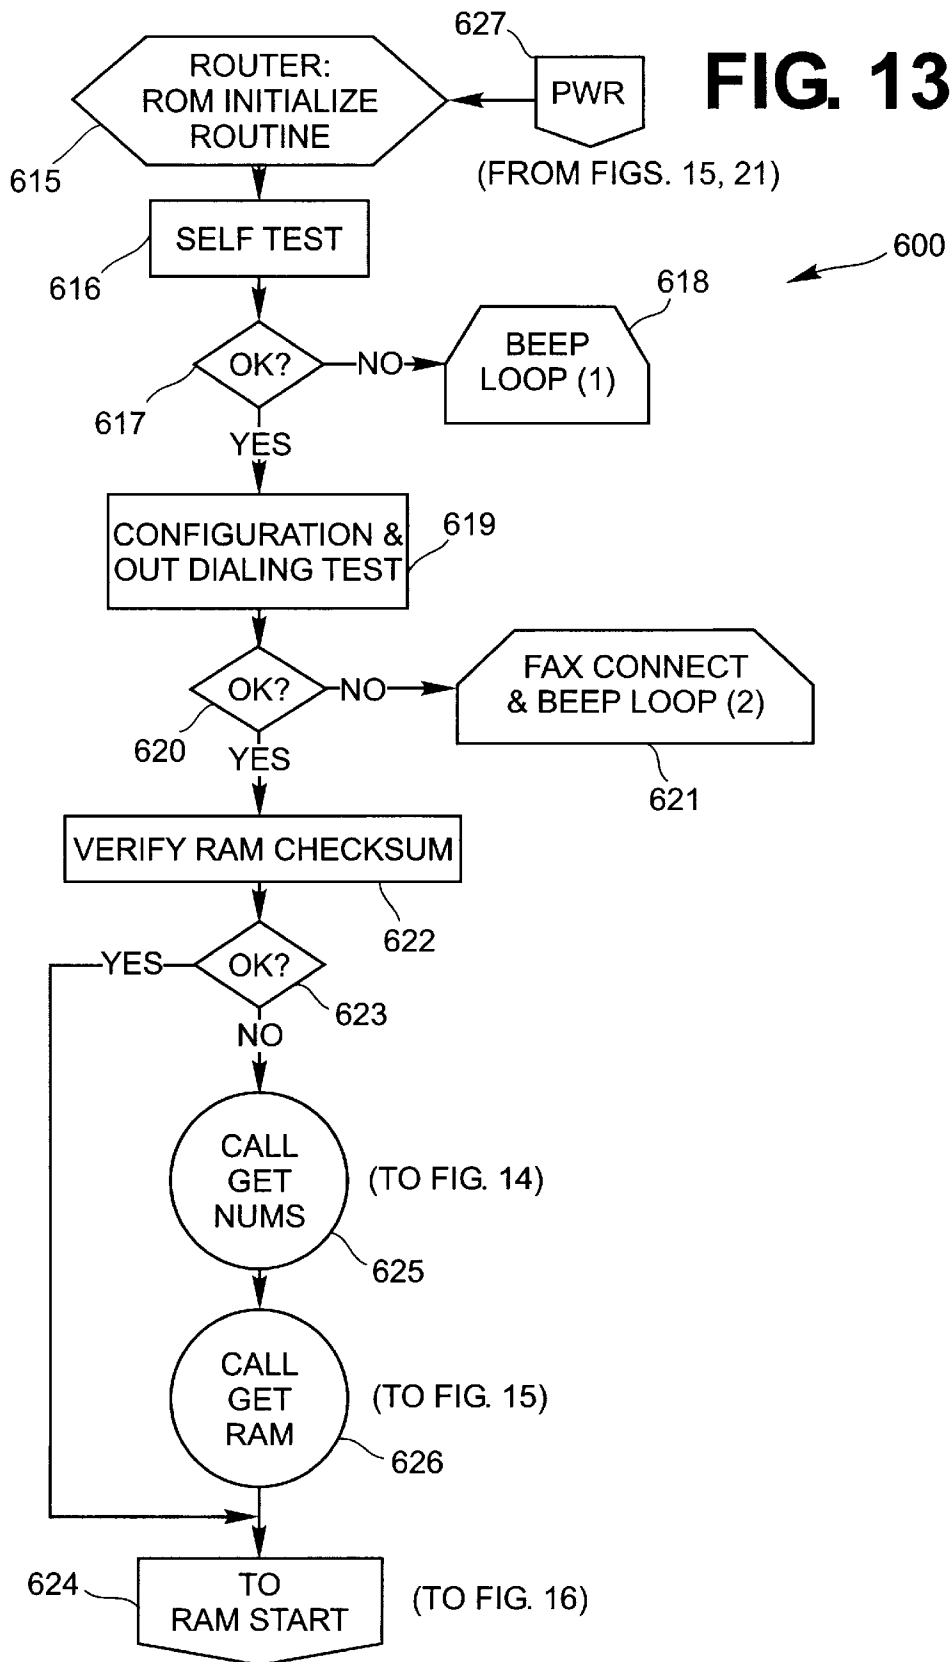 627
FIG. 13
ROUTER:
ROM INITIALIZE
ROUTINE
PWR
615
(FROM FIGS. 15, 21)
SELF TEST
616
600
618
BEEP
LOOP (1)
OK?
NO
617
YES
CONFIGURATION &
OUT DIALING TEST
619
OK?
NO
FAX CONNECT
& BEEP LOOP (2)
620
YES
621
VERIFY RAM CHECKSUM
622
YES
OK?
623
NO
CALL
GET
NUMS
(TO FIG. 14)
625
CALL
GET
RAM
(TO FIG. 15)
626
624
TO
RAM START
(TO FIG. 16)